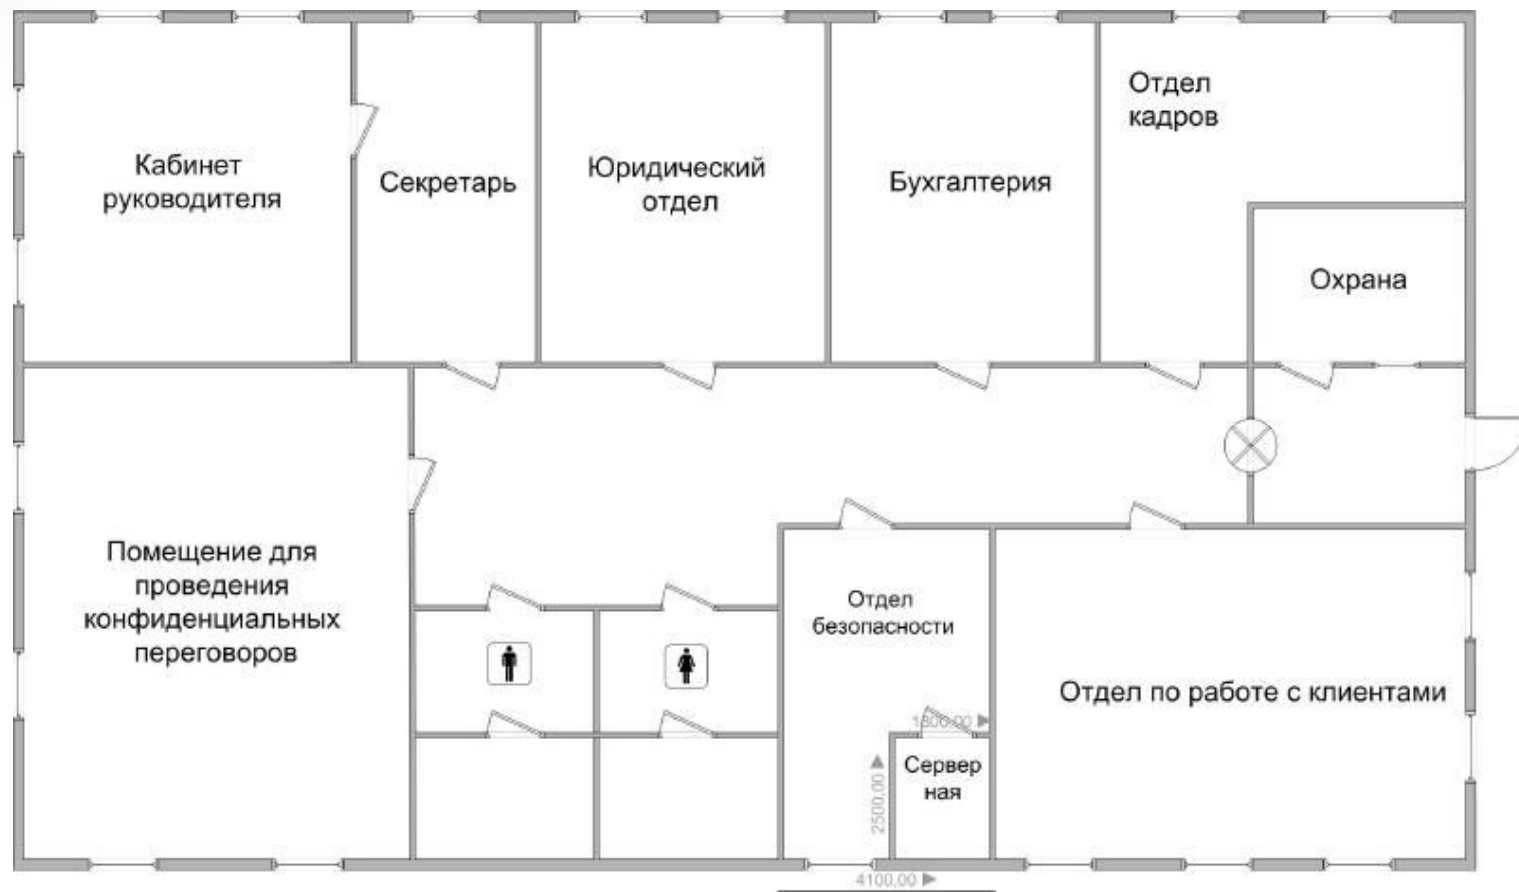 Отдел
кадров
Кабинет
руководителя
Секретарь
Юридический
отдел
Бухгалтерия
Охрана
Помещение для
проведения
конфиденциальных
переговоров
Отдел
безопасности
Отдел по работе с клиентами
1800,00
Сервер
ная
2500,00
4100,00